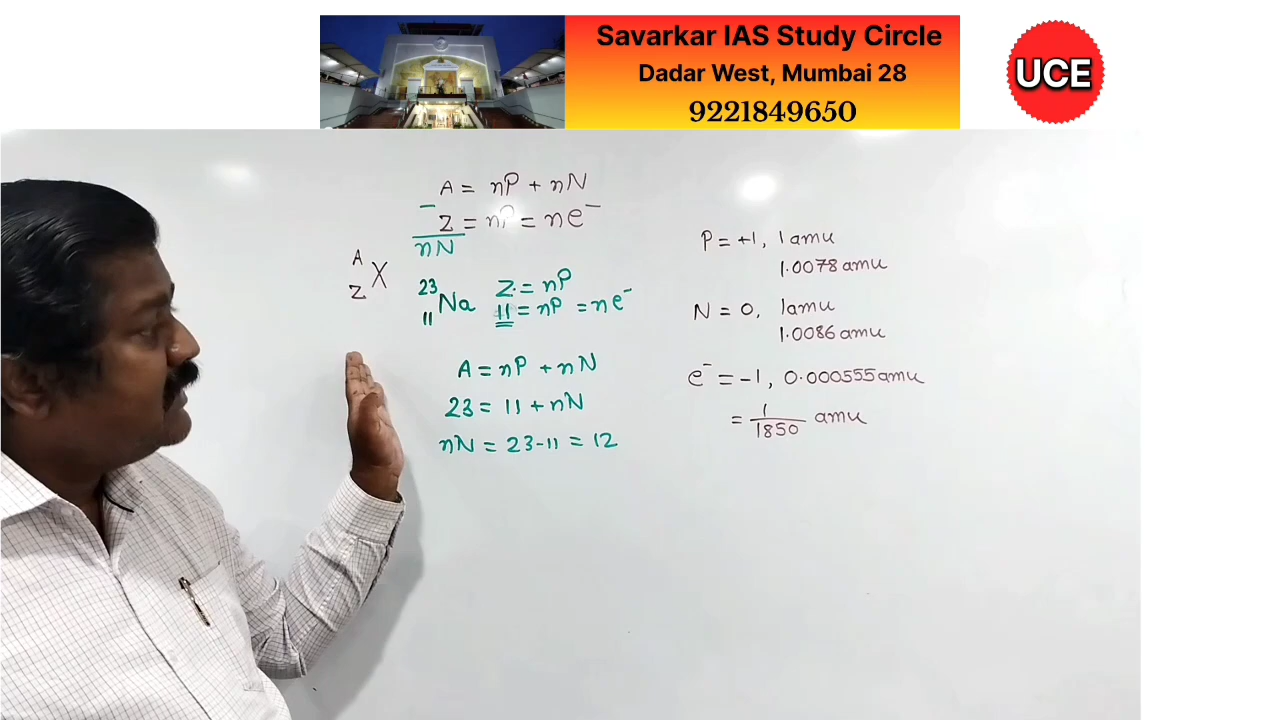 Savarkar IAS Study Circle
Dadar West, Mumbai 28
9221849650
UCE
A = nP + nN
− Z = nP = ne⁻
nN
A
Z X
23
11 Na
Z = nP
11 = nP = ne⁻
A = nP + nN
23 = 11 + nN
nN = 23-11 = 12
P = +1, 1 amu
1.0078 amu
N = 0, 1amu
1.0086 amu
e⁻ = -1, 0.000555 amu
= 1/1850 amu